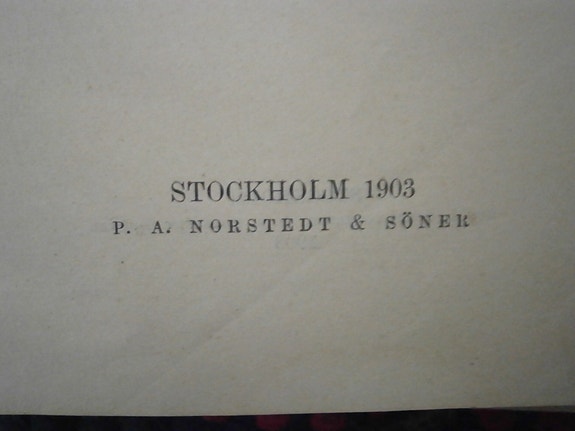 STOCKHOLM 1903
P. A. NORSTEDT & SÖNER